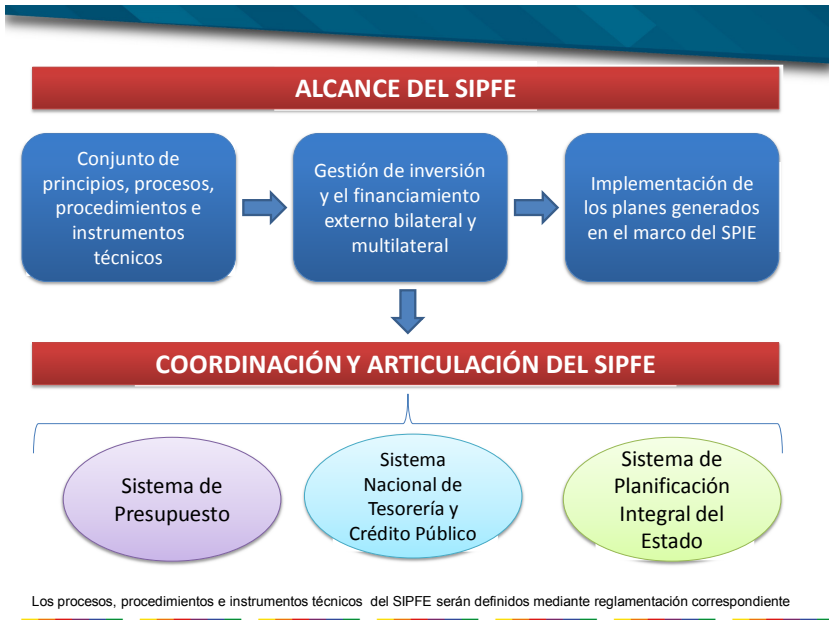 ALCANCE DEL SIPFE
Conjunto de
principios, procesos,
procedimientos e
instrumentos
técnicos
Gestión de inversión
y el financiamiento
externo bilateral y
multilateral
Implementación de
los planes generados
en el marco del SPIE
COORDINACIÓN Y ARTICULACIÓN DEL SIPFE
Sistema de
Presupuesto
Sistema
Nacional de
Tesorería y
Crédito Público
Sistema de
Planificación
Integral del
Estado
Los procesos, procedimientos e instrumentos técnicos del SIPFE serán definidos mediante reglamentación correspondiente